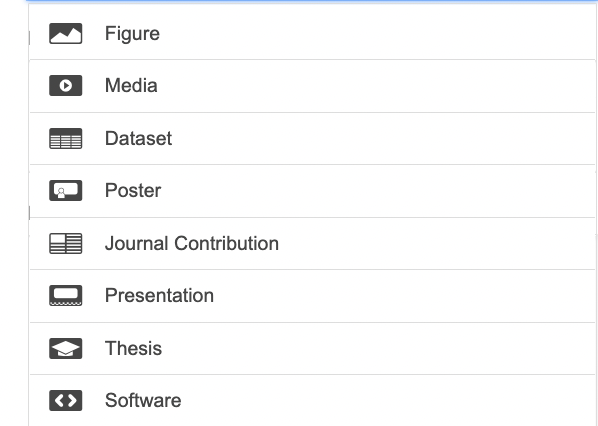 Figure
Media
Dataset
Poster
Journal Contribution
Presentation
Thesis
Software